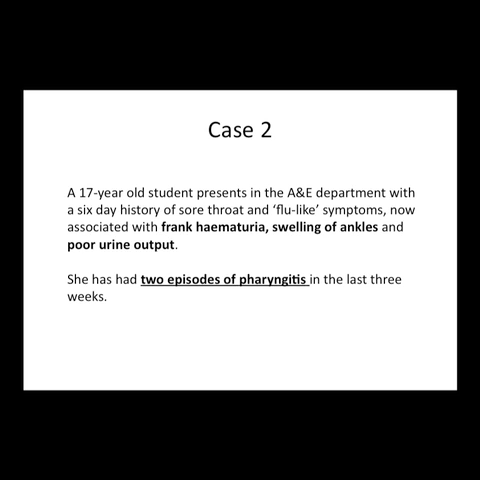 Case 2
A 17-year old student presents in the A&E department with
a six day history of sore throat and ‘flu-like’ symptoms, now
associated with frank haematuria, swelling of ankles and
poor urine output.
She has had two episodes of pharyngitis in the last three
weeks.